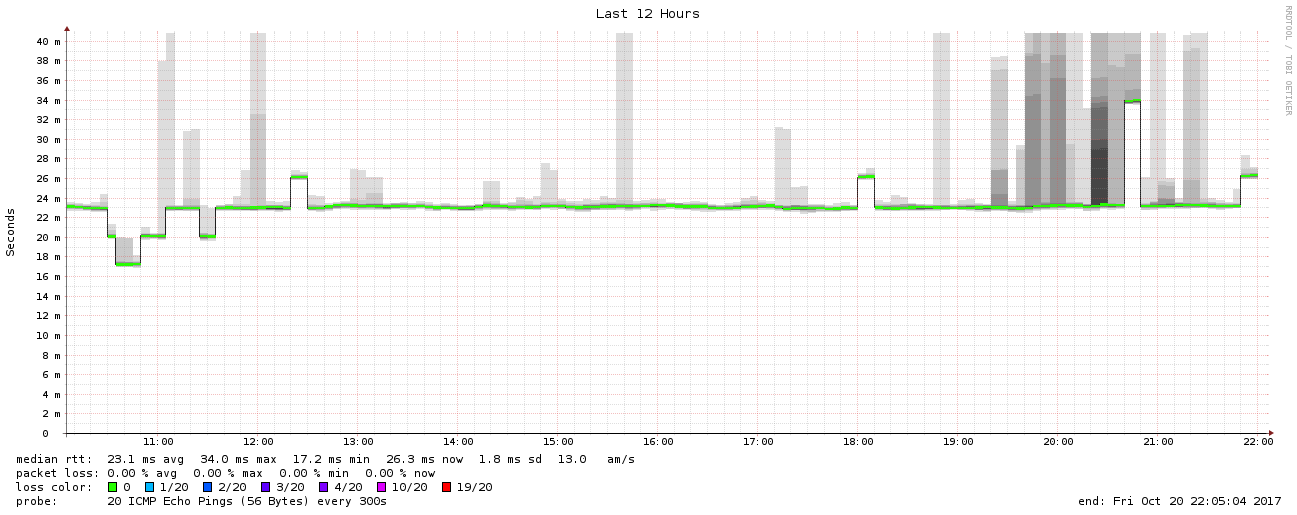 Last 12 Hours
RRDTOOL / TOBI OETIKER
Seconds
40 m
38 m
36 m
34 m
32 m
30 m
28 m
26 m
24 m
22 m
20 m
18 m
16 m
14 m
12 m
10 m
8 m
6 m
4 m
2 m
0
11:00 12:00 13:00 14:00 15:00 16:00 17:00 18:00 19:00 20:00 21:00 22:00
median rtt: 23.1 ms avg 34.0 ms max 17.2 ms min 26.3 ms now 1.8 ms sd 13.0 am/s
packet loss: 0.00 % avg 0.00 % max 0.00 % min 0.00 % now
loss color: 0 1/20 2/20 3/20 4/20 10/20 19/20
probe: 20 ICMP Echo Pings (56 Bytes) every 300s end: Fri Oct 20 22:05:04 2017